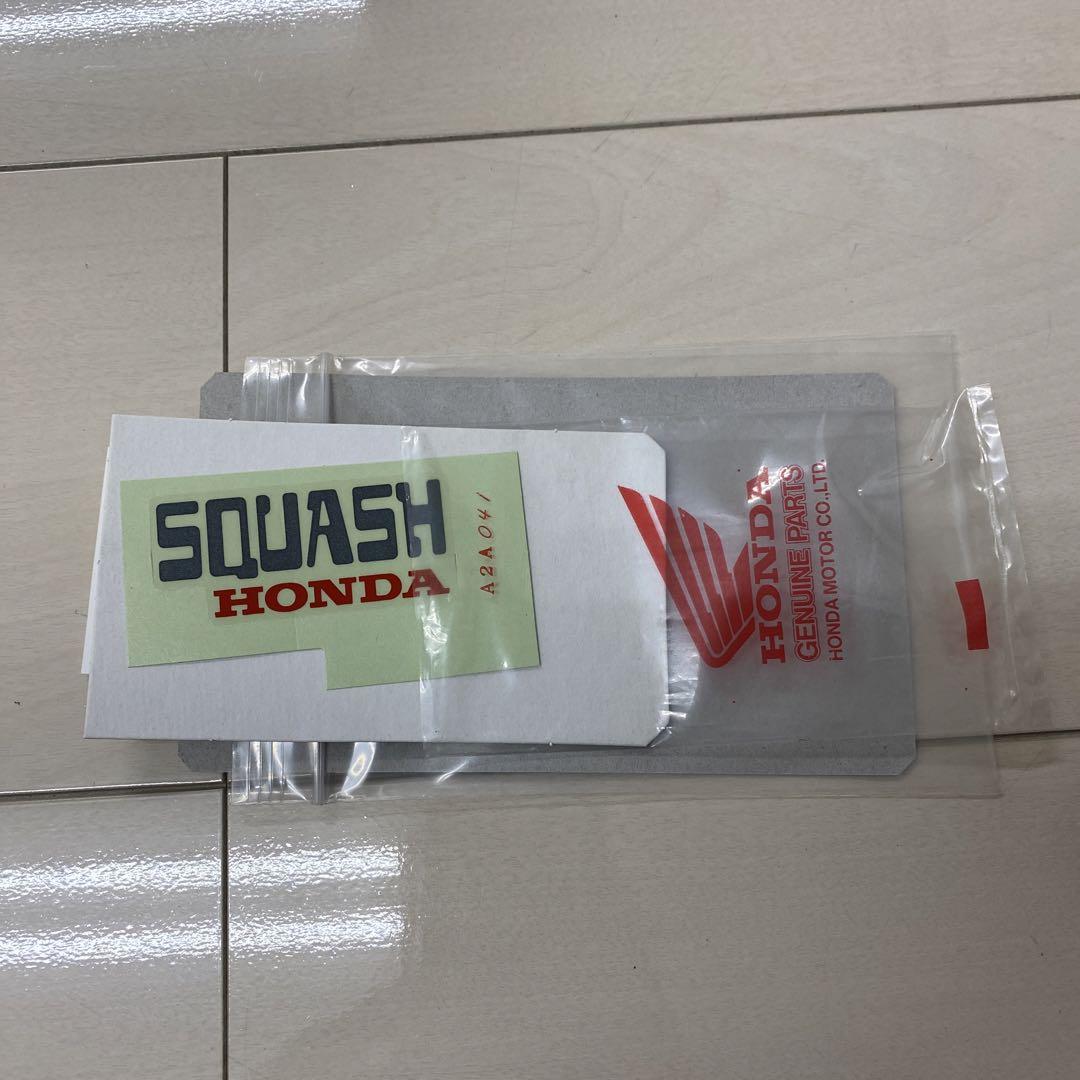 SQUASH
HONDA
A2A041
HONDA
GENUINE PARTS
HONDA MOTOR CO.,LTD.